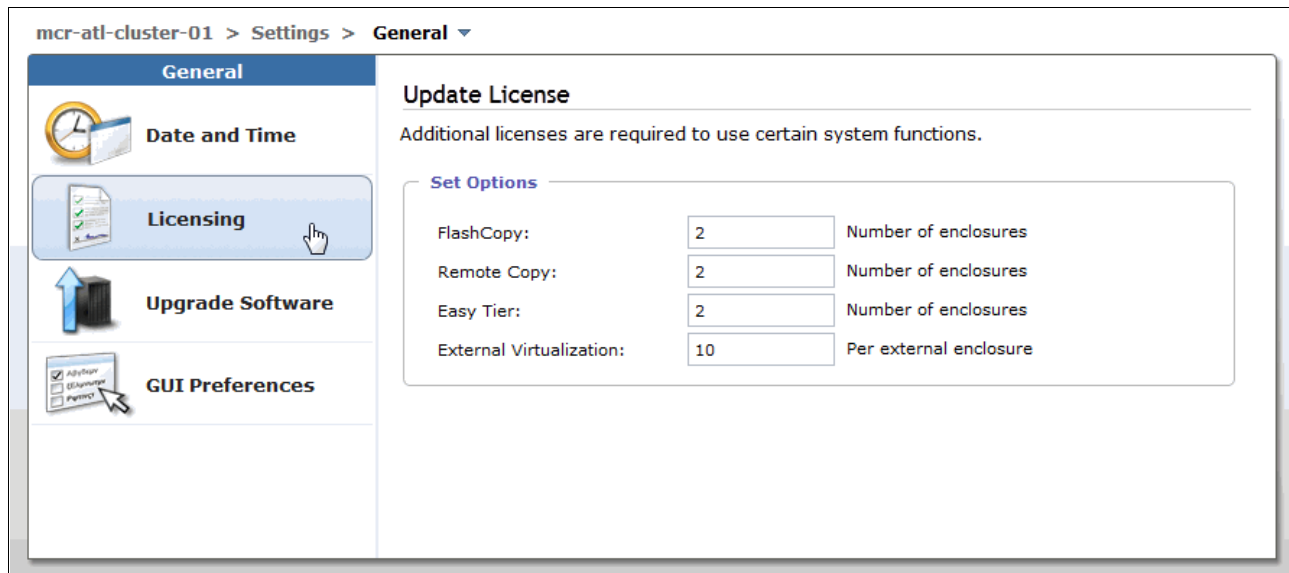 mcr-atl-cluster-01 > Settings > General
General
Date and Time
Licensing
Upgrade Software
GUI Preferences
Update License
Additional licenses are required to use certain system functions.
Set Options
FlashCopy: 2 Number of enclosures
Remote Copy: 2 Number of enclosures
Easy Tier: 2 Number of enclosures
External Virtualization: 10 Per external enclosure